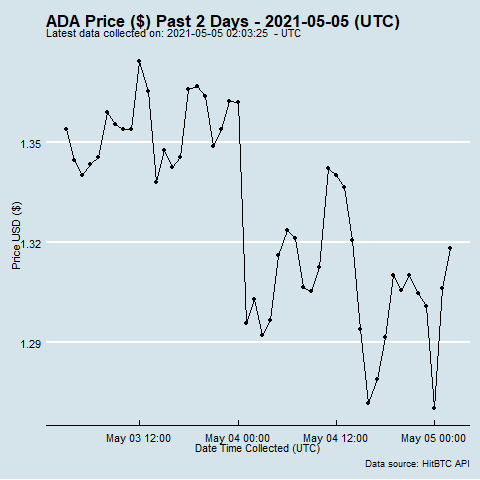 ADA Price ($) Past 2 Days - 2021-05-05 (UTC)
Latest data collected on: 2021-05-05 02:03:25  - UTC
Price USD ($)
1.35
1.32
1.29
May 03 12:00
May 04 00:00
May 04 12:00
May 05 00:00
Date Time Collected (UTC)
Data source: HitBTC API